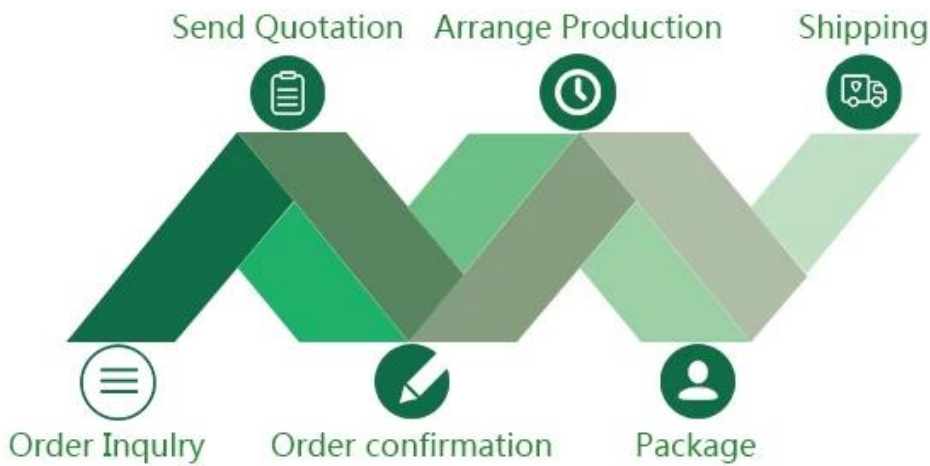 Send Quotation
Arrange Production
Shipping
Order Inqulry
Order confirmation
Package